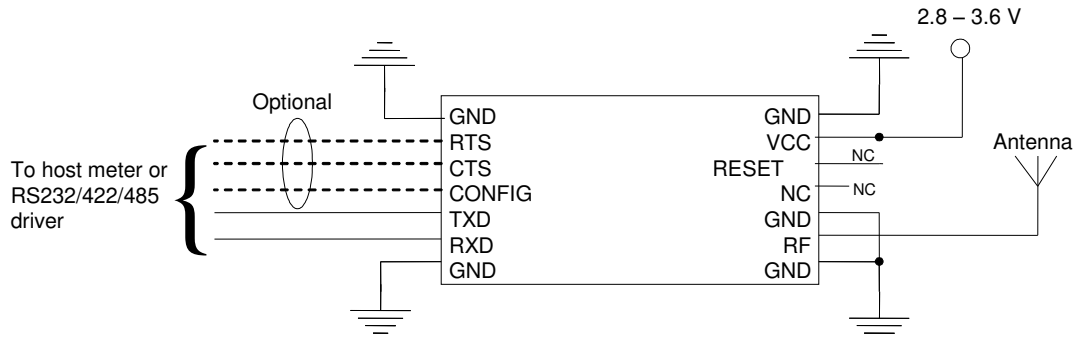 2.8 – 3.6 V
Optional
To host meter or
RS232/422/485
driver
GND
RTS
CTS
CONFIG
TXD
RXD
GND
GND
VCC
RESET
NC
GND
RF
GND
NC
NC
Antenna